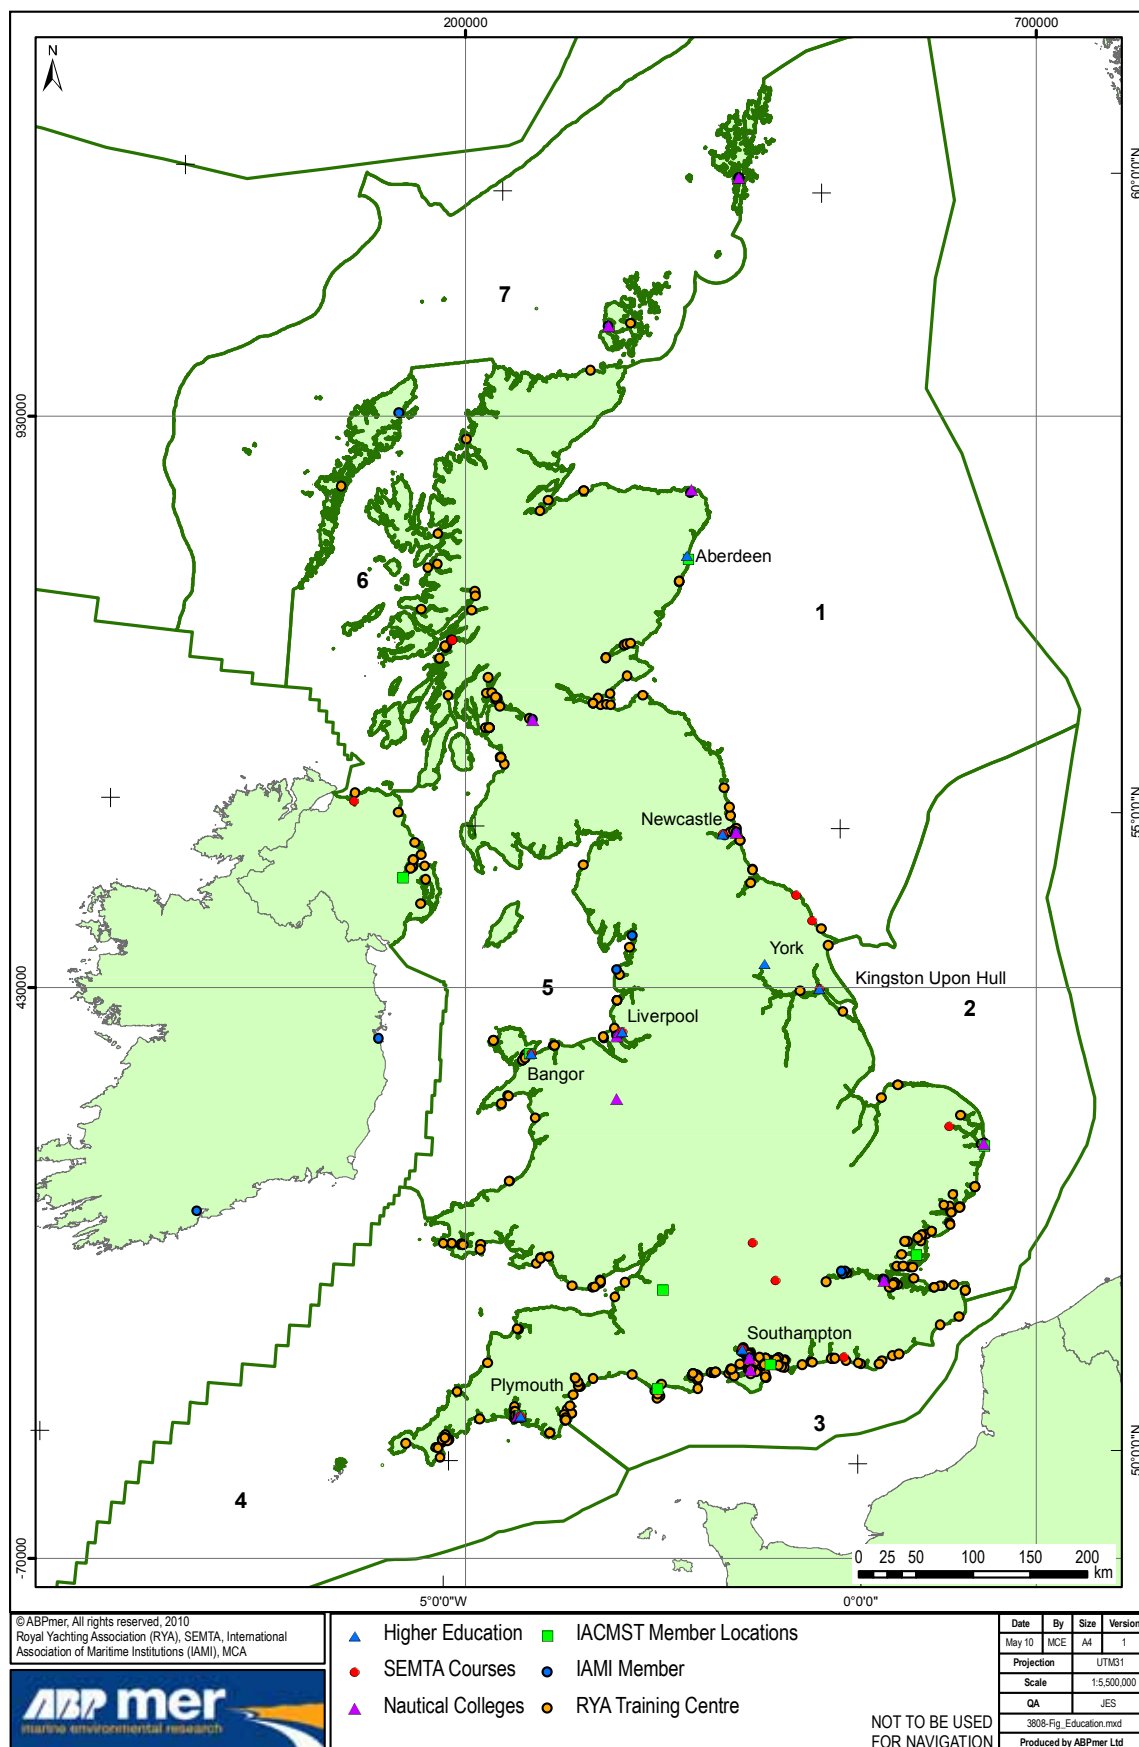 200000
700000
N
60°0'0"N
7
930000
6
Aberdeen
1
Newcastle
55°0'0"N
York
Kingston Upon Hull
430000
5
2
Liverpool
Bangor
Southampton
Plymouth
3
50°0'0"N
4
-70000
0 25 50 100 150 200
km
5°0'0"W
0°0'0"
©ABPmer, All rights reserved, 2010
Royal Yachting Association (RYA), SEMTA, International
Association of Maritime Institutions (IAMI), MCA
ABP mer
marine environmental research
Higher Education
SEMTA Courses
Nautical Colleges
IACMST Member Locations
IAMI Member
RYA Training Centre
NOT TO BE USED
FOR NAVIGATION
Date By Size Version
May 10 MCE A4 1
Projection UTM31
Scale 1:5,500,000
QA JES
3808-Fig_Education.mxd
Produced by ABPmer Ltd